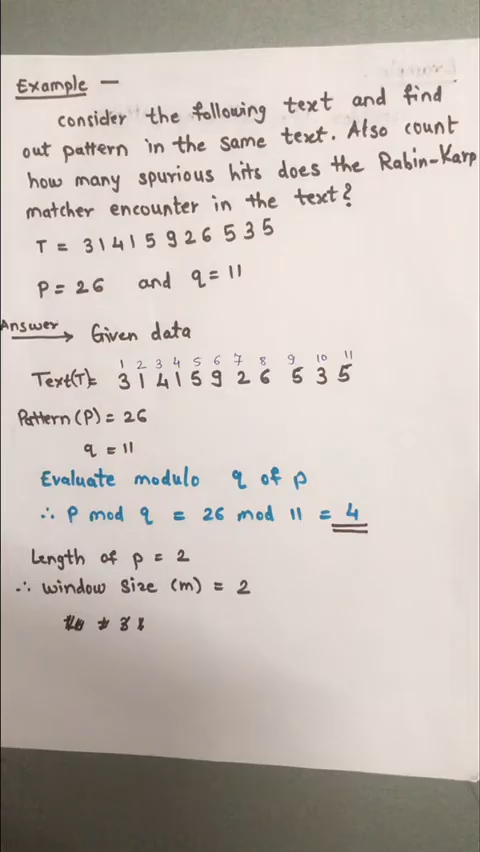 Example —
consider the following text and find
out pattern in the same text. Also count
how many spurious hits does the Rabin-Karp
matcher encounter in the text?
T = 3 1 4 1 5 9 2 6 5 3 5
P = 26 and q = 11
Answer → Given data
1 2 3 4 5 6 7 8 9 10 11
Text(T)= 3 1 4 1 5 9 2 6 5 3 5
Pattern (P) = 26
q = 11
Evaluate modulo q of p
∴ P mod q = 26 mod 11 = 4
Length of p = 2
∴ window size (m) = 2